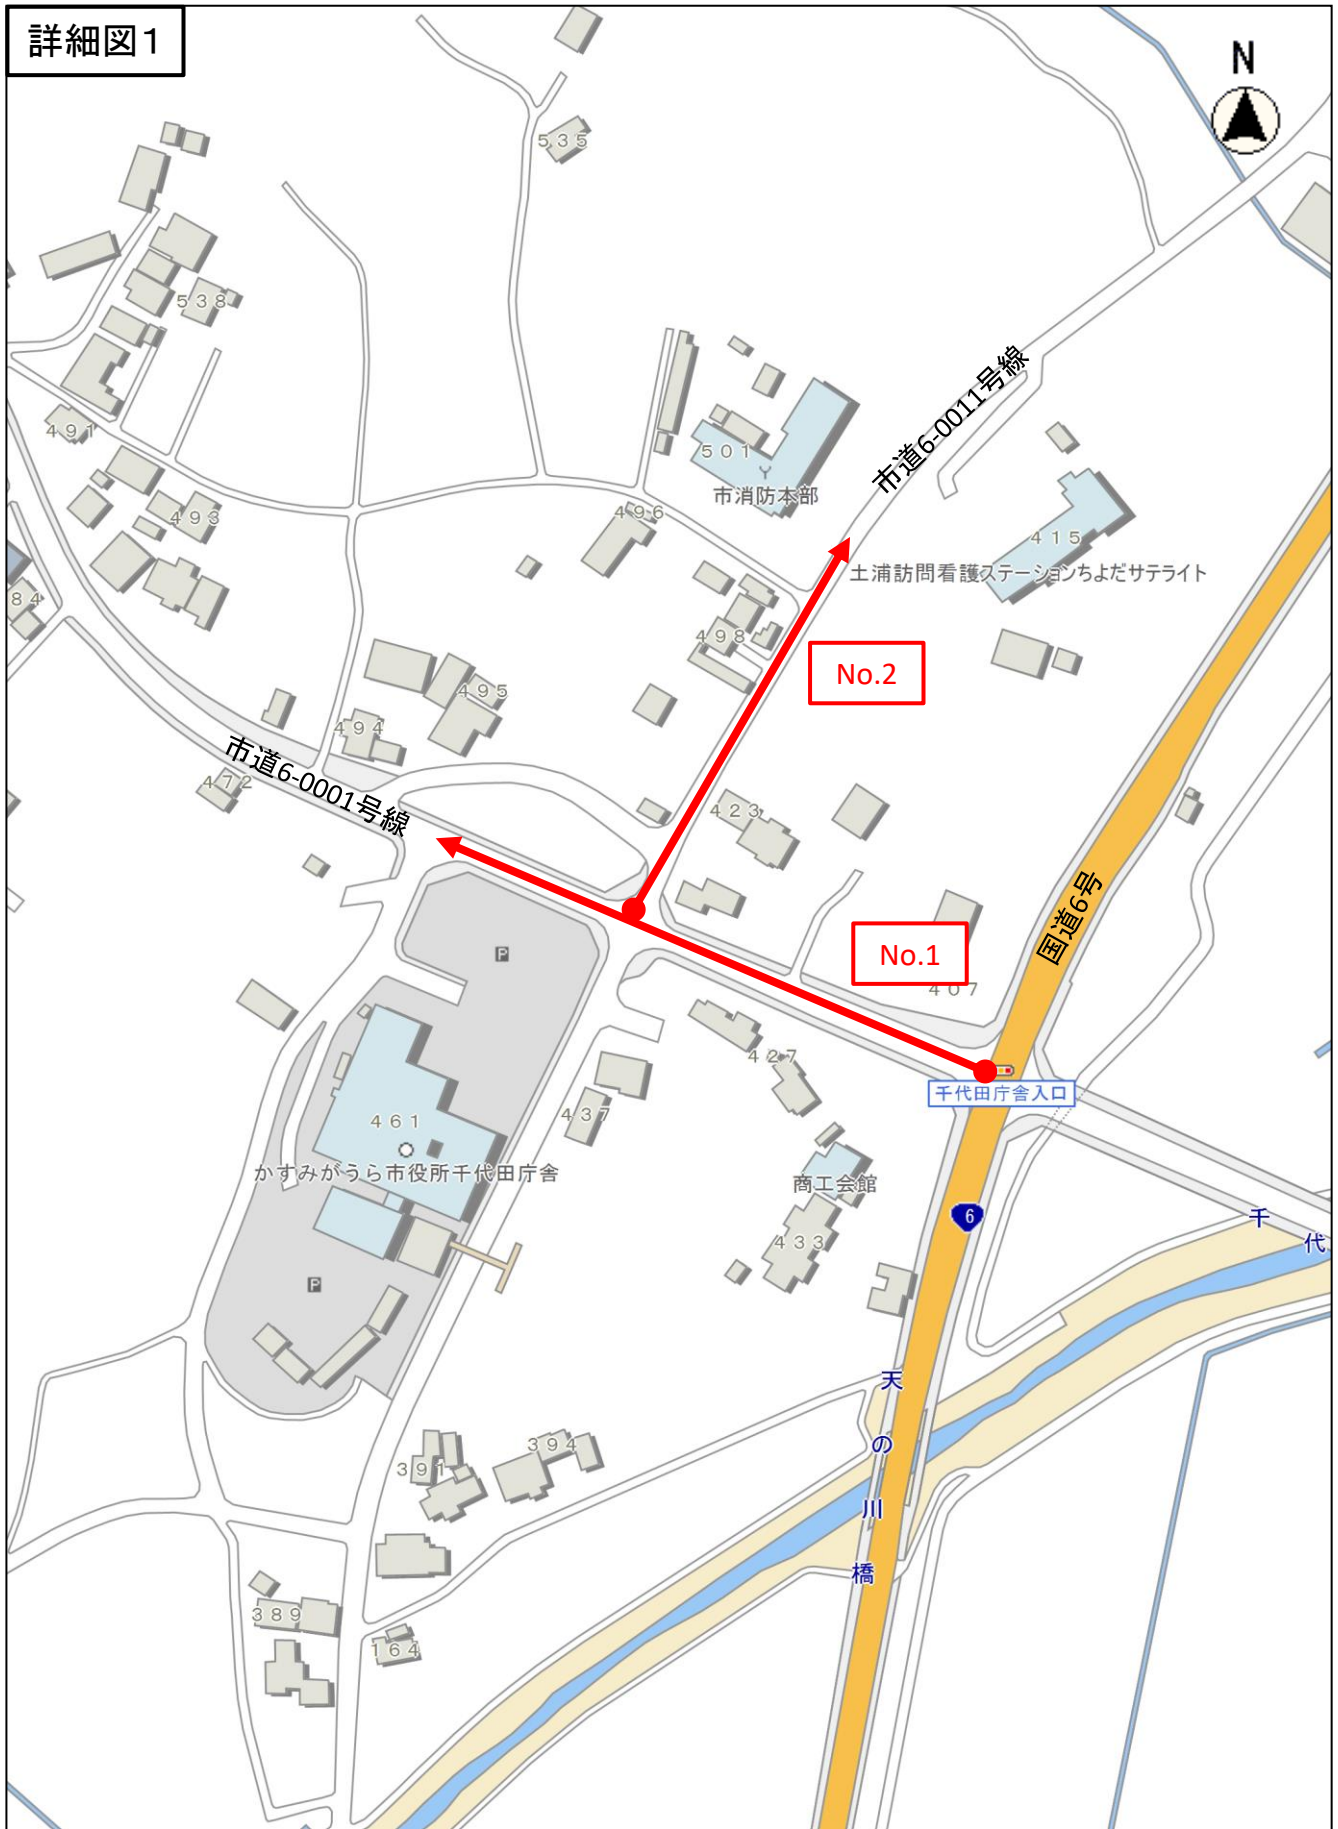 詳細図1
N
535
538
市道6-0011号線
491
501
市消防本部
493
496
415
土浦訪問看護ステーションちよだサテライト
84
498
No.2
495
494
市道6-0001号線
472
423
国道6号
No.1
407
427
千代田庁舎入口
437
461
かすみがうら市役所千代田庁舎
商工会館
6
千代
433
天の川橋
394
391
389
164
P
P